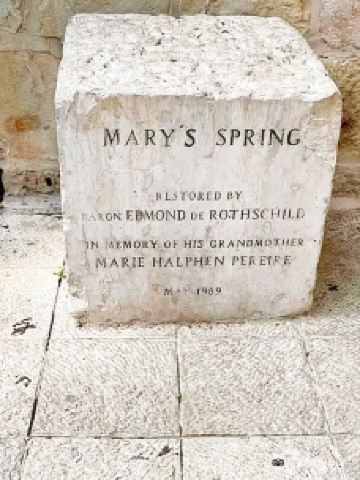 MARY'S SPRING
RESTORED BY
BARON EDMOND DE ROTHSCHILD
IN MEMORY OF HIS GRANDMOTHER
MARIE HALPHEN PEREIRE
MAY 1989